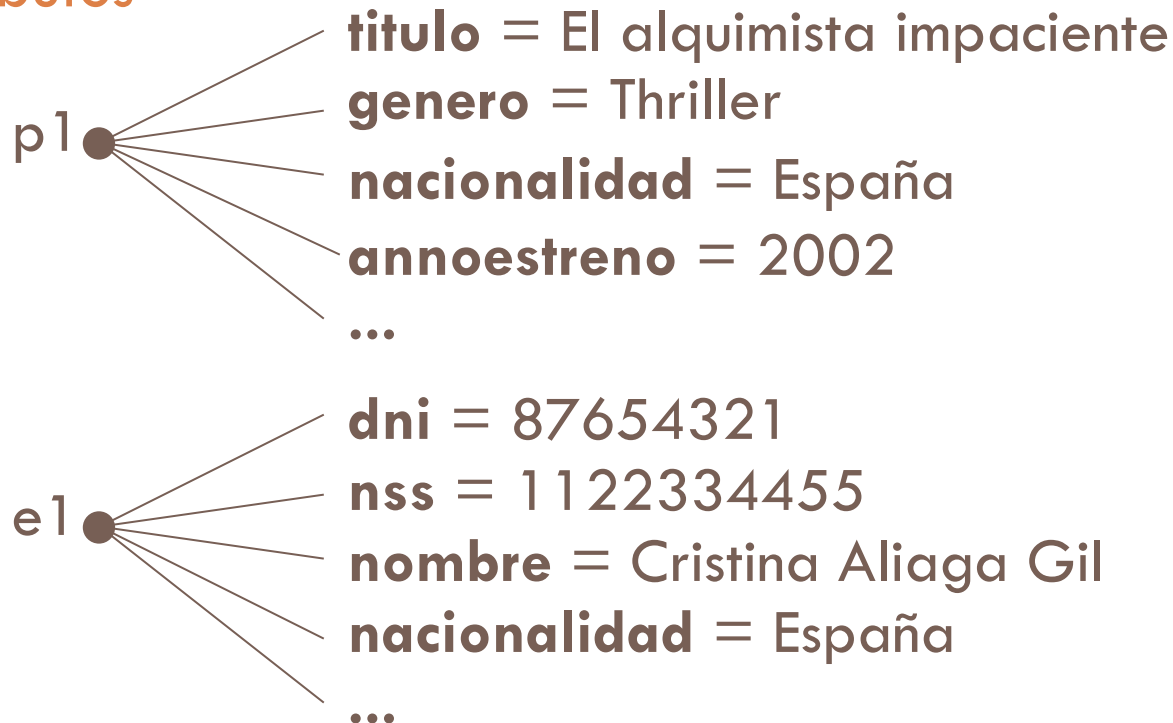 titulo = El alquimista impaciente
genero = Thriller
p1
nacionalidad = España
annoestreno = 2002
...
dni = 87654321
nss = 1122334455
e1
nombre = Cristina Aliaga Gil
nacionalidad = España
...